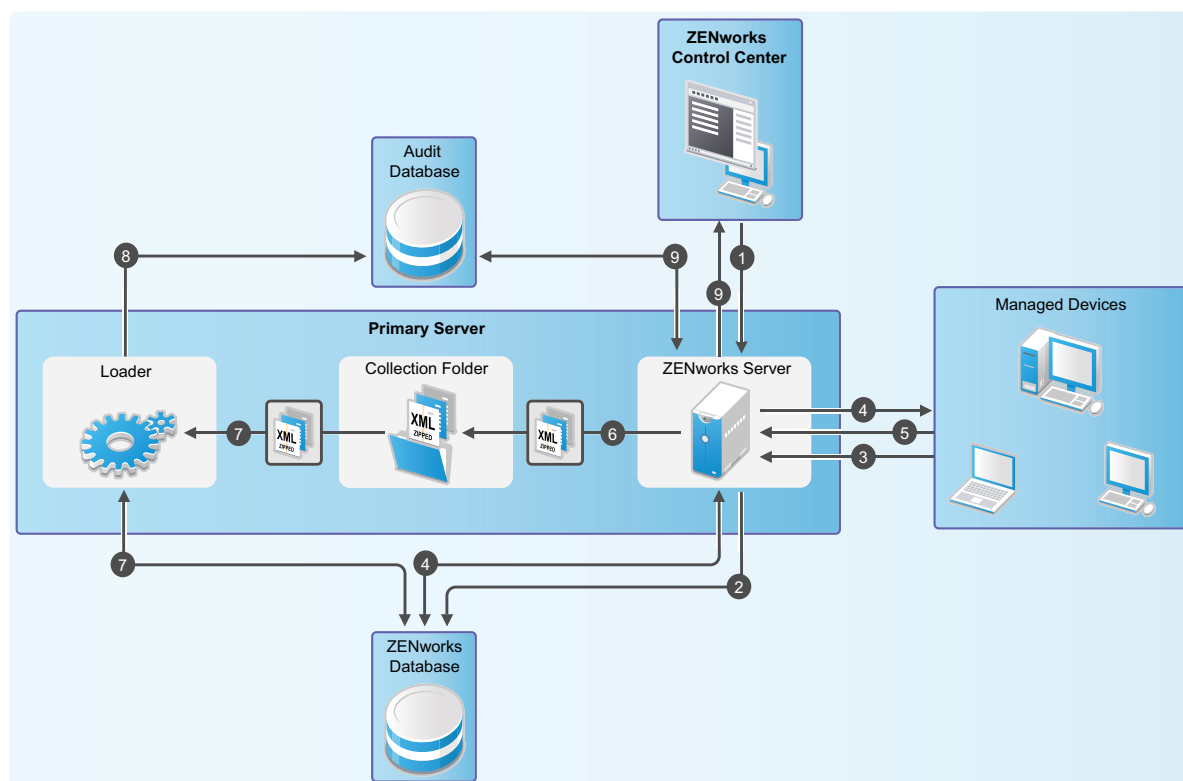 ZENworks
Control Center
Audit
Database
8
9
1
9
Managed Devices
Primary Server
Loader
Collection Folder
ZENworks Server
XML
ZIPPED
XML
ZIPPED
XML
ZIPPED
7
6
4
5
3
7
4
2
ZENworks
Database